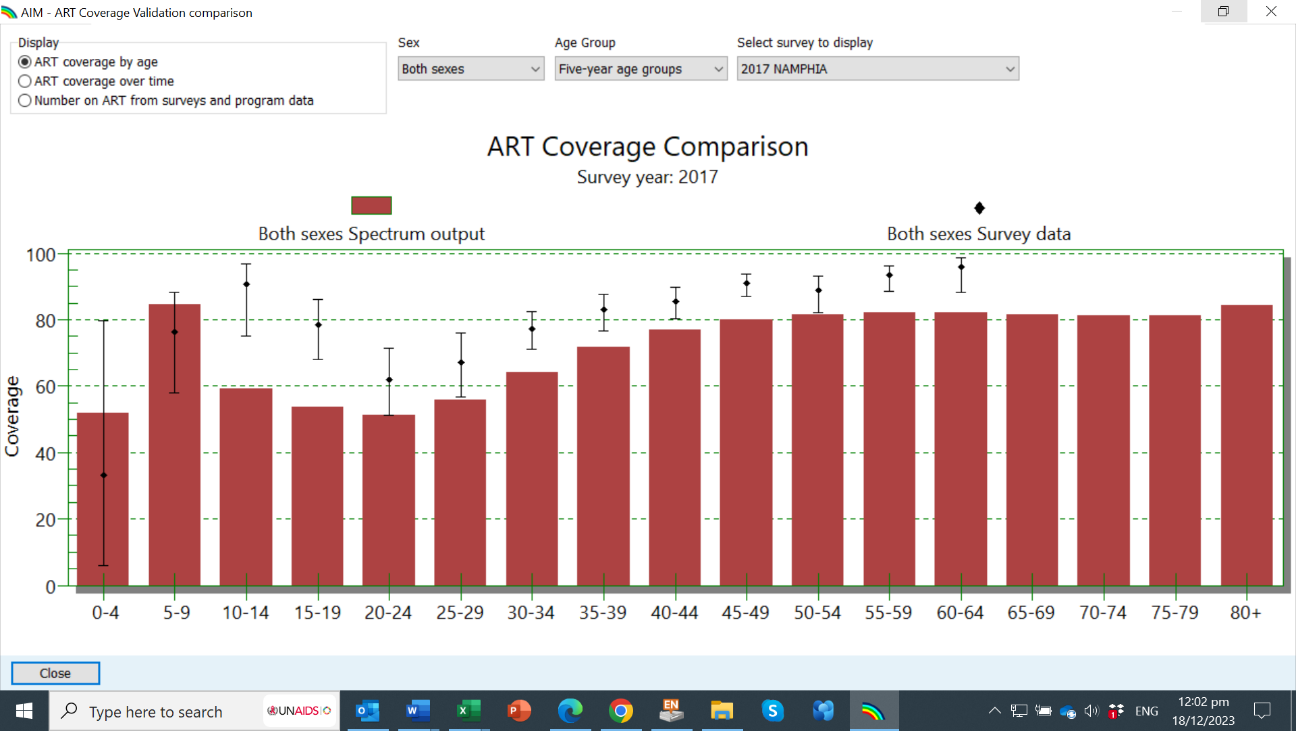 AIM - ART Coverage Validation comparison
Display
ART coverage by age
ART coverage over time
Number on ART from surveys and program data
Sex
Both sexes
Age Group
Five-year age groups
Select survey to display
2017 NAMPHIA
ART Coverage Comparison
Survey year: 2017
Both sexes Spectrum output
Both sexes Survey data
Coverage
100
80
60
40
20
0
0-4 5-9 10-14 15-19 20-24 25-29 30-34 35-39 40-44 45-49 50-54 55-59 60-64 65-69 70-74 75-79 80+
Close
Type here to search
UNAIDS
EN
1
ENG
12:02 pm
18/12/2023